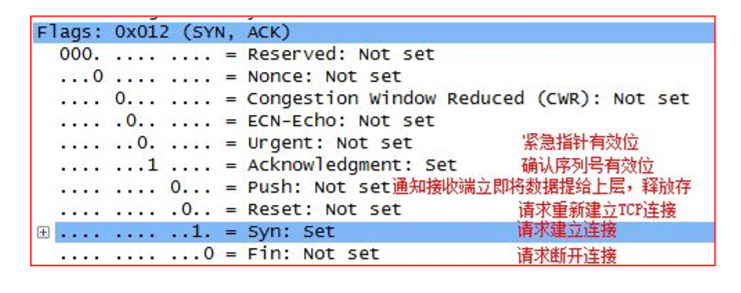 Flags: 0x012 (SYN, ACK)
000. .... .... = Reserved: Not set
...0 .... .... = Nonce: Not set
.... 0... .... = Congestion Window Reduced (CWR): Not set
.... .0.. .... = ECN-Echo: Not set
.... ..0. .... = Urgent: Not set 紧急指针有效位
.... ...1 .... = Acknowledgment: Set 确认序列号有效位
.... .... 0... = Push: Not set通知接收端立即将数据提给上层，释放存
.... .... .0.. = Reset: Not set 请求重新建立TCP连接
.... .... ..1. = Syn: Set 请求建立连接
.... .... ...0 = Fin: Not set 请求断开连接